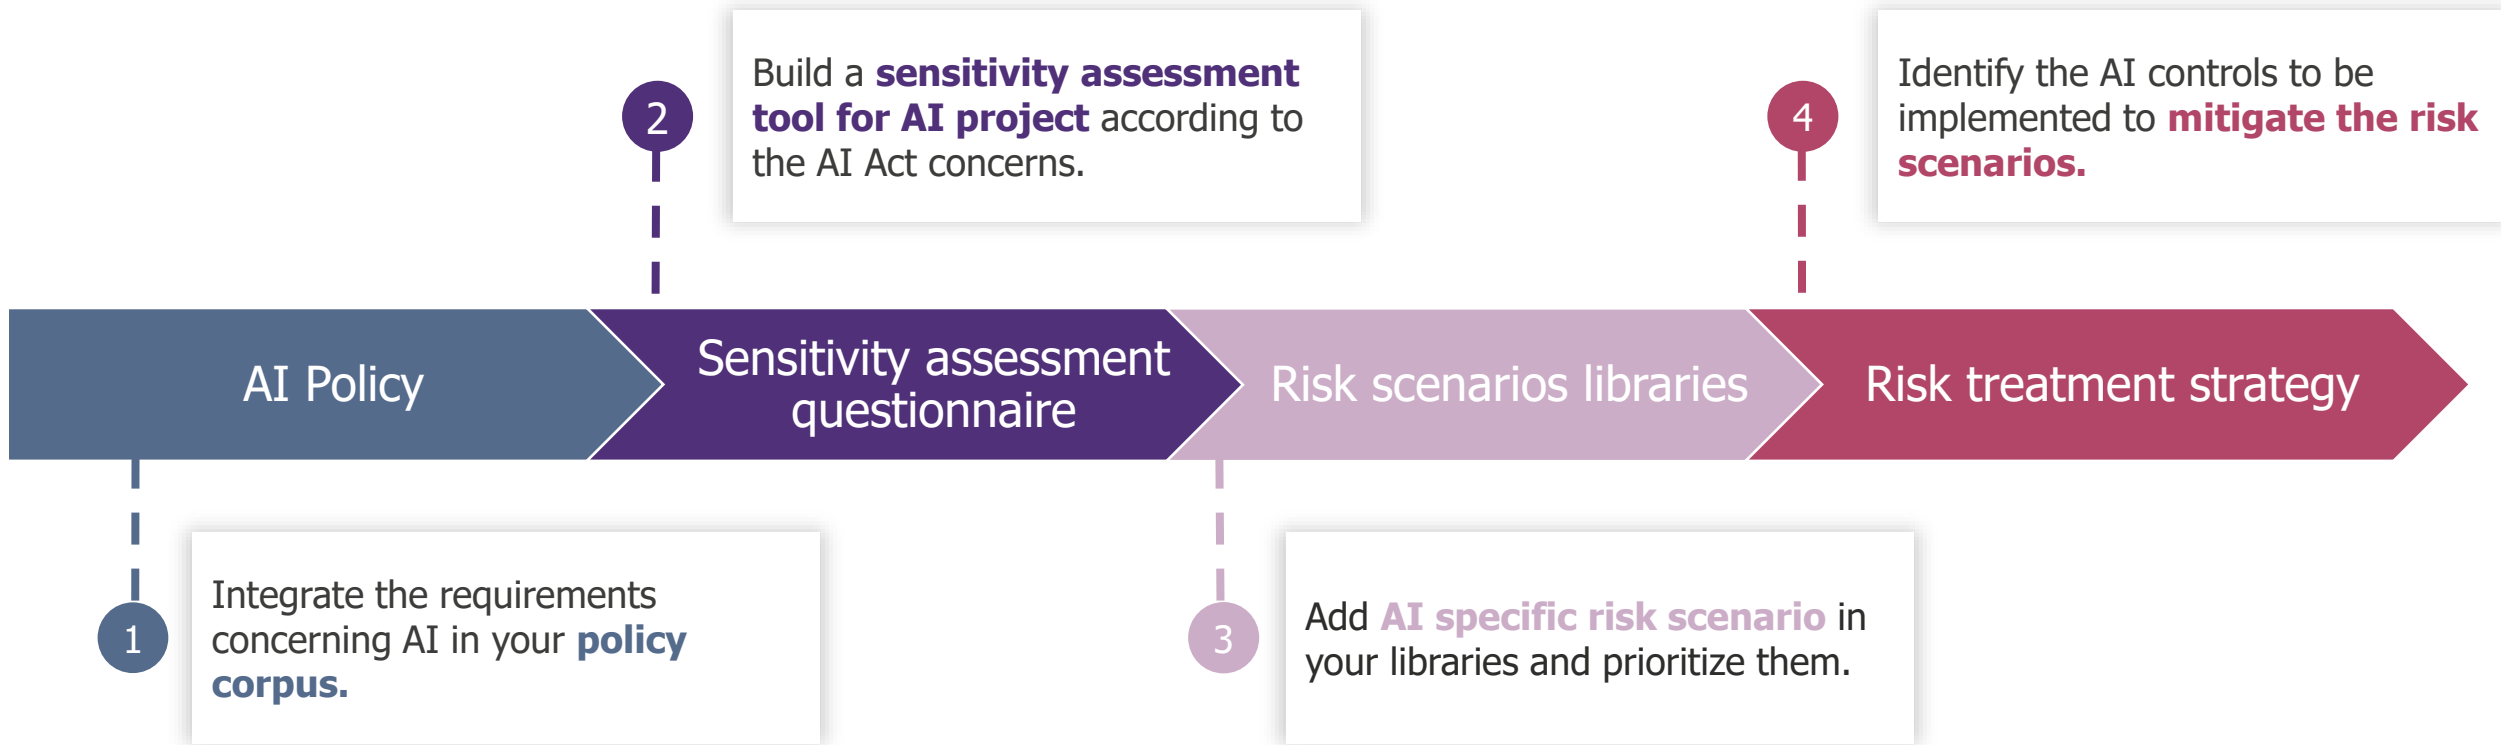 2
Build a sensitivity assessment
tool for AI project according to
the AI Act concerns.
4
Identify the AI controls to be
implemented to mitigate the risk
scenarios.
AI Policy
Sensitivity assessment
questionnaire
Risk scenarios libraries
Risk treatment strategy
1
Integrate the requirements
concerning AI in your policy
corpus.
3
Add AI specific risk scenario in
your libraries and prioritize them.